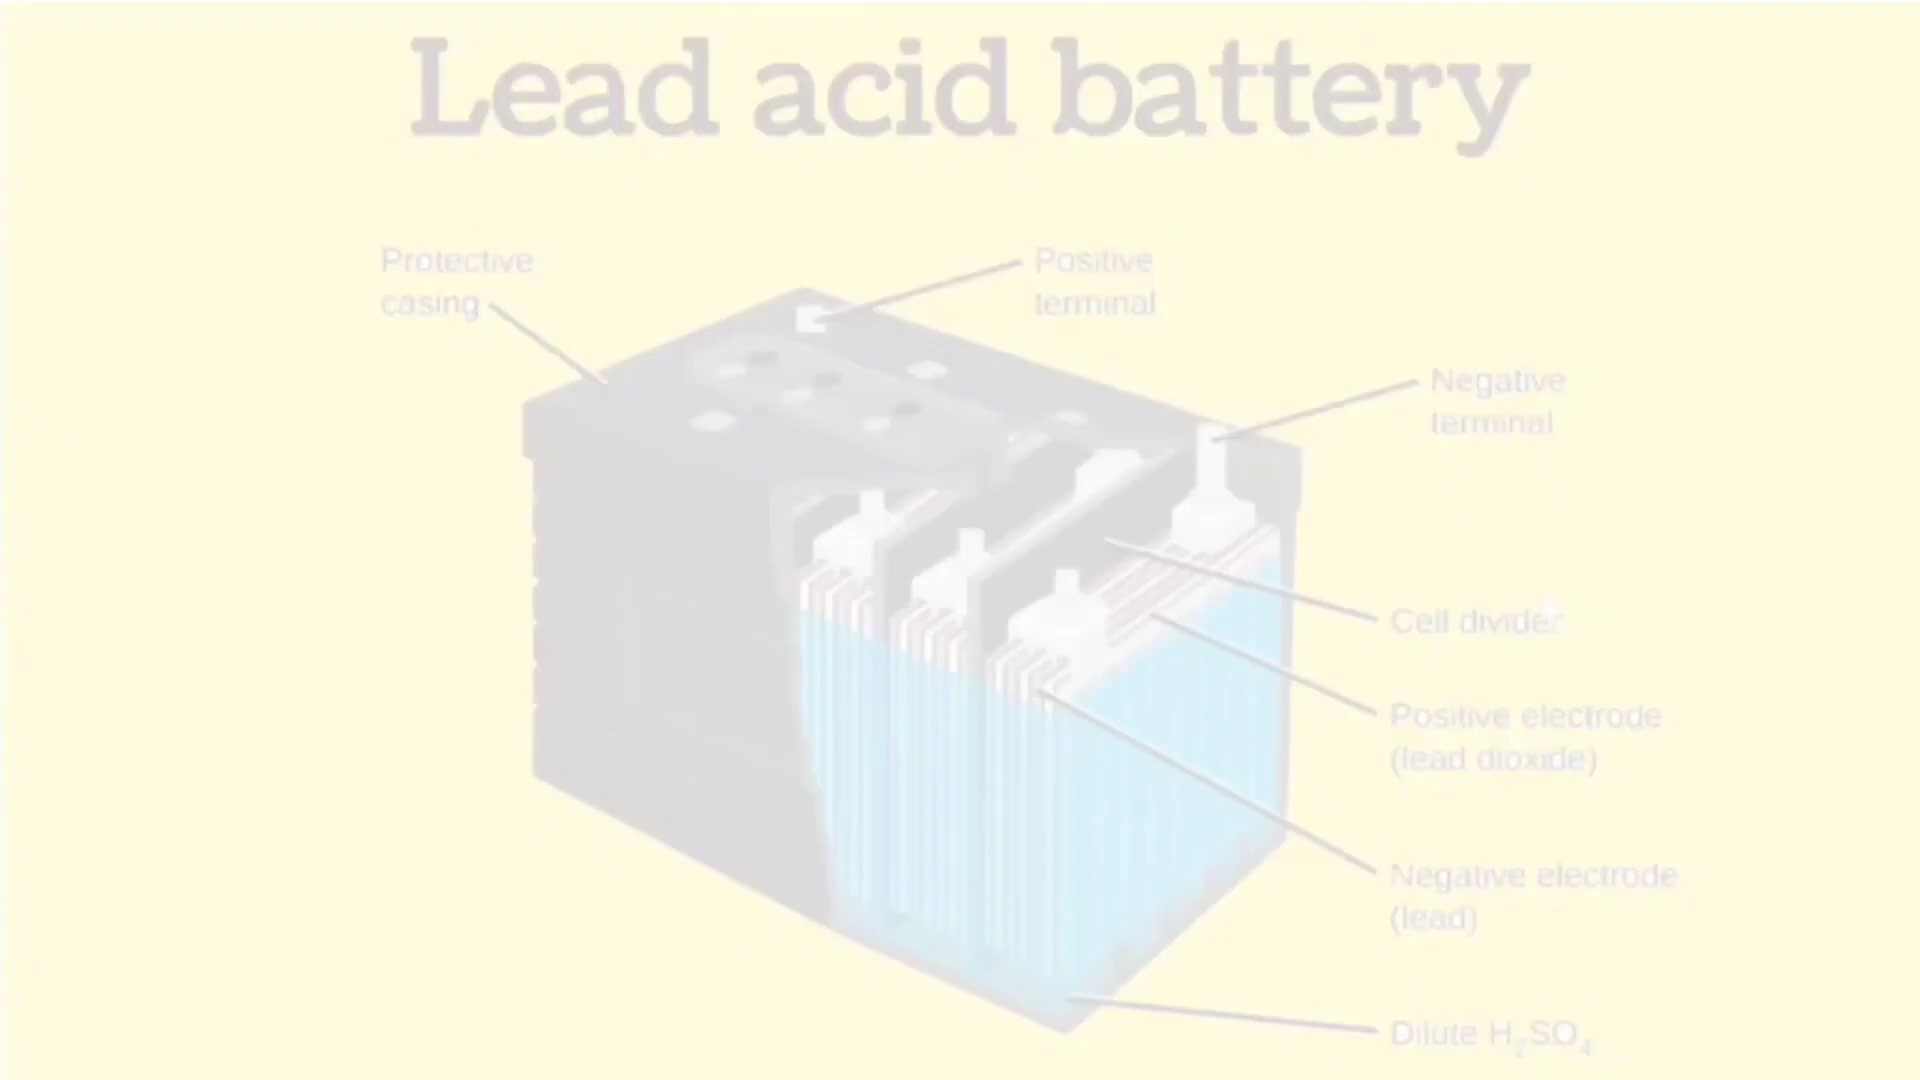 Lead acid battery
Protective
casing
Positive
terminal
Negative
terminal
Cell divider
Positive electrode
(lead dioxide)
Negative electrode
(lead)
Dilute H₂SO₄